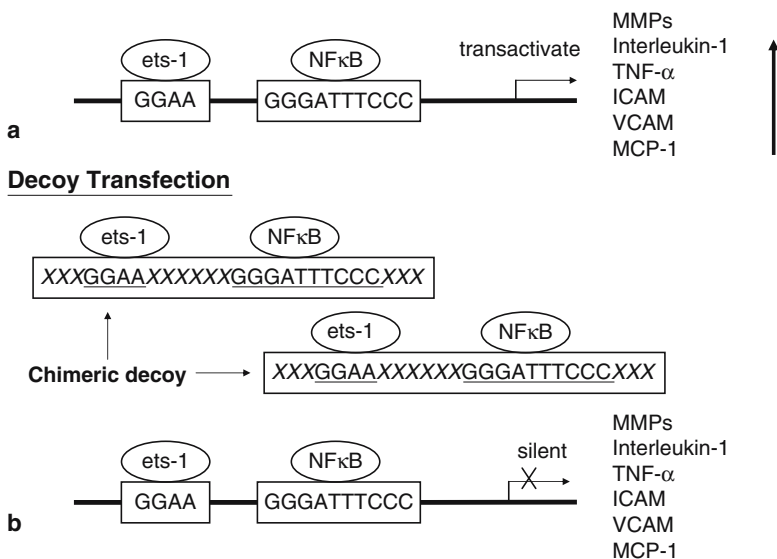 ets-1
NFκB
GGAA
GGGATTTCCC
transactivate
MMPs
Interleukin-1
TNF-α
ICAM
VCAM
MCP-1
a
Decoy Transfection
ets-1
NFκB
XXXGGAAXXXXXXGGGATTTCCCXXX
ets-1
NFκB
Chimeric decoy
XXXGGAAXXXXXXGGGATTTCCCXXX
ets-1
NFκB
GGAA
GGGATTTCCC
silent
MMPs
Interleukin-1
TNF-α
ICAM
VCAM
MCP-1
b